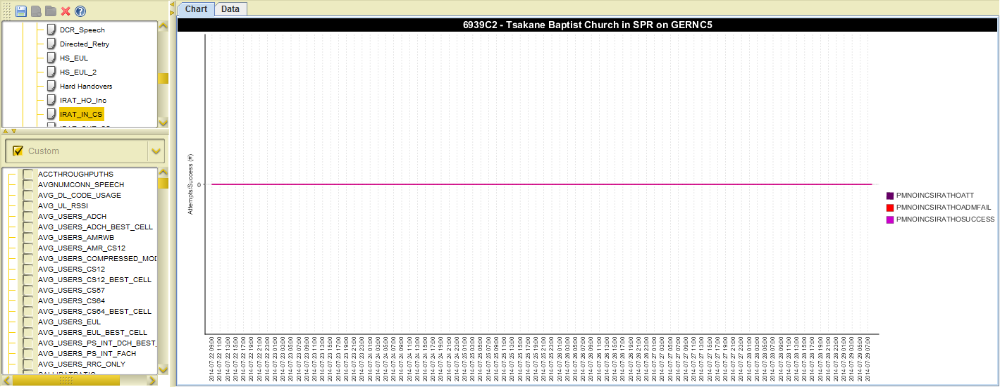 Chart
Data
6939C2 - Tsakane Baptist Church in SPR on GERNC5
DCR_Speech
Directed_Retry
HS_EUL
HS_EUL_2
Hard Handovers
IRAT_HO_Inc
IRAT_IN_CS
Custom
ACCTHROUGHPUTHS
AVGNUMCONN_SPEECH
AVG_DL_CODE_USAGE
AVG_UL_RSSI
AVG_USERS_ADCH
AVG_USERS_ADCH_BEST_CELL
AVG_USERS_AMRWB
AVG_USERS_AMR_CS12
AVG_USERS_COMPRESSED_MOD
AVG_USERS_CS12
AVG_USERS_CS12_BEST_CELL
AVG_USERS_CS57
AVG_USERS_CS64
AVG_USERS_CS64_BEST_CELL
AVG_USERS_EUL
AVG_USERS_EUL_BEST_CELL
AVG_USERS_PS_INT_DCH_BEST_
AVG_USERS_PS_INT_FACH
AVG_USERS_RRC_ONLY
Attempts/Success (#)
0
2014-07-22 09:00
2014-07-22 11:00
2014-07-22 13:00
2014-07-22 15:00
2014-07-22 17:00
2014-07-22 19:00
2014-07-22 21:00
2014-07-22 23:00
2014-07-23 01:00
2014-07-23 03:00
2014-07-23 05:00
2014-07-23 07:00
2014-07-23 09:00
2014-07-23 11:00
2014-07-23 13:00
2014-07-23 15:00
2014-07-23 17:00
2014-07-23 19:00
2014-07-23 21:00
2014-07-23 23:00
2014-07-24 01:00
2014-07-24 03:00
2014-07-24 05:00
2014-07-24 07:00
2014-07-24 09:00
2014-07-24 11:00
2014-07-24 13:00
2014-07-24 15:00
2014-07-24 17:00
2014-07-24 19:00
2014-07-24 21:00
2014-07-24 23:00
2014-07-25 01:00
2014-07-25 03:00
2014-07-25 05:00
2014-07-25 07:00
2014-07-25 09:00
2014-07-25 11:00
2014-07-25 13:00
2014-07-25 15:00
2014-07-25 17:00
2014-07-25 19:00
2014-07-25 21:00
2014-07-25 23:00
2014-07-26 01:00
2014-07-26 03:00
2014-07-26 05:00
2014-07-26 07:00
2014-07-26 09:00
2014-07-26 11:00
2014-07-26 13:00
2014-07-26 15:00
2014-07-26 17:00
2014-07-26 19:00
2014-07-26 21:00
2014-07-26 23:00
2014-07-27 01:00
2014-07-27 03:00
2014-07-27 05:00
2014-07-27 07:00
2014-07-27 09:00
2014-07-27 11:00
2014-07-27 13:00
2014-07-27 15:00
2014-07-27 17:00
2014-07-27 19:00
2014-07-27 21:00
2014-07-27 23:00
2014-07-28 01:00
2014-07-28 03:00
2014-07-28 05:00
2014-07-28 07:00
2014-07-28 09:00
2014-07-28 11:00
2014-07-28 13:00
2014-07-28 15:00
2014-07-28 17:00
2014-07-28 19:00
2014-07-28 21:00
2014-07-28 23:00
2014-07-29 01:00
2014-07-29 03:00
2014-07-29 05:00
2014-07-29 07:00
PMNOINCSIRATHOATT
PMNOINCSIRATHOADMFAIL
PMNOINCSIRATHOSUCCESS